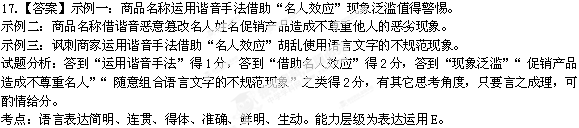 17.【答案】示例一：商品名称运用谐音手法借助“名人效应”现象泛滥值得警惕。
示例二：商品名称借谐音恶意篡改名人姓名促销产品造成不尊重他人的恶劣现象。
示例三：讽刺商家运用谐音手法借助“名人效应”胡乱使用语言文字的不规范现象。
试题分析：答到“运用谐音手法”得1分，答到“借助名人效应”得2分，答到“现象泛滥”“ 促销产品
造成不尊重名人”“ 随意组合语言文字的不规范现象”之类得2分，有其它思考角度，只要言之成理，可
酌情给分。
考点：语言表达简明、连贯、得体、准确、鲜明、生动。能力层级为表达运用E。